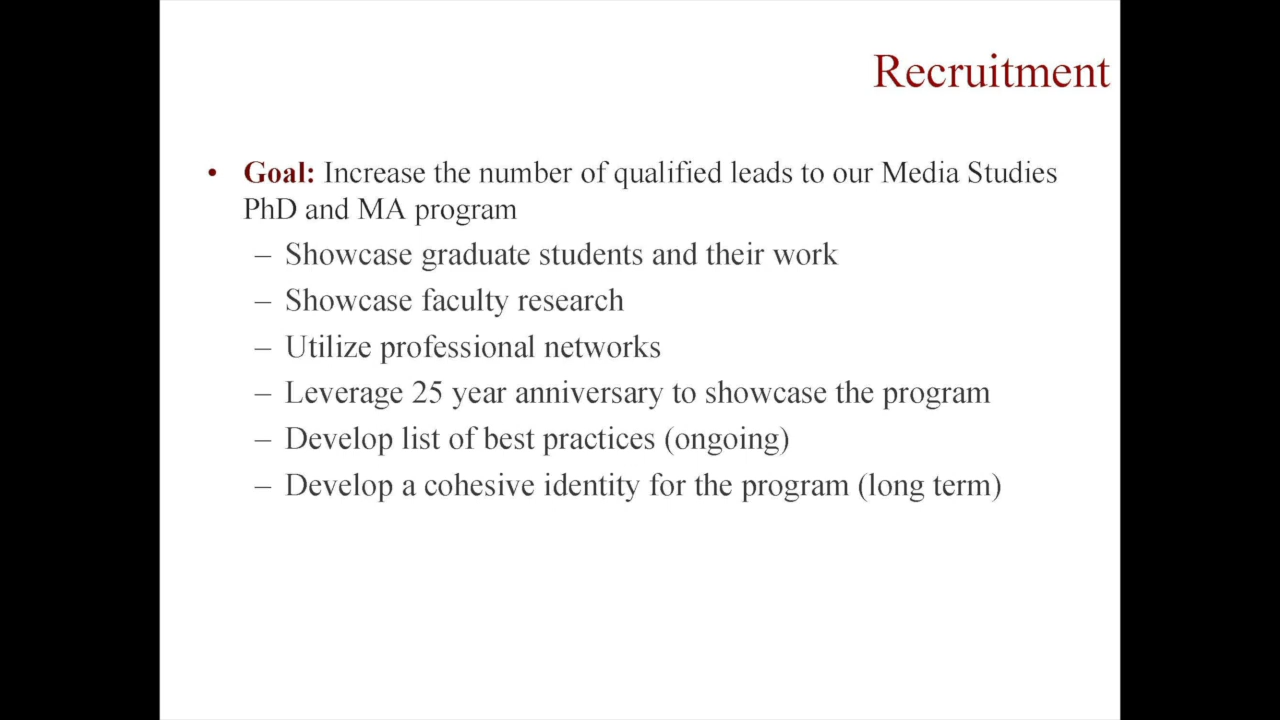 Recruitment
• Goal: Increase the number of qualified leads to our Media Studies
PhD and MA program
– Showcase graduate students and their work
– Showcase faculty research
– Utilize professional networks
– Leverage 25 year anniversary to showcase the program
– Develop list of best practices (ongoing)
– Develop a cohesive identity for the program (long term)